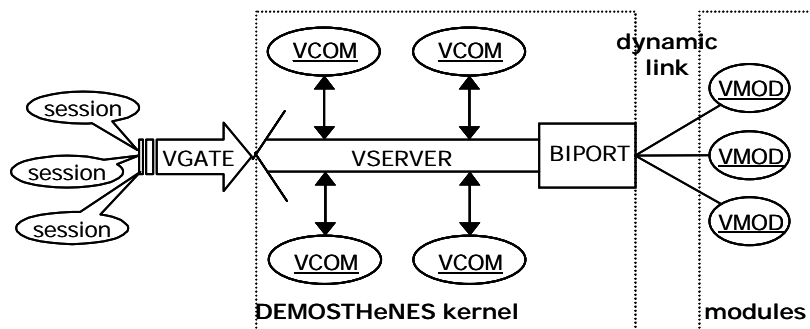 VCOM
VCOM
dynamic
link
session
VMOD
VGATE
VSERVER
BIPORT
VMOD
session
session
VMOD
VCOM
VCOM
DEMOSTHeNES kernel
modules